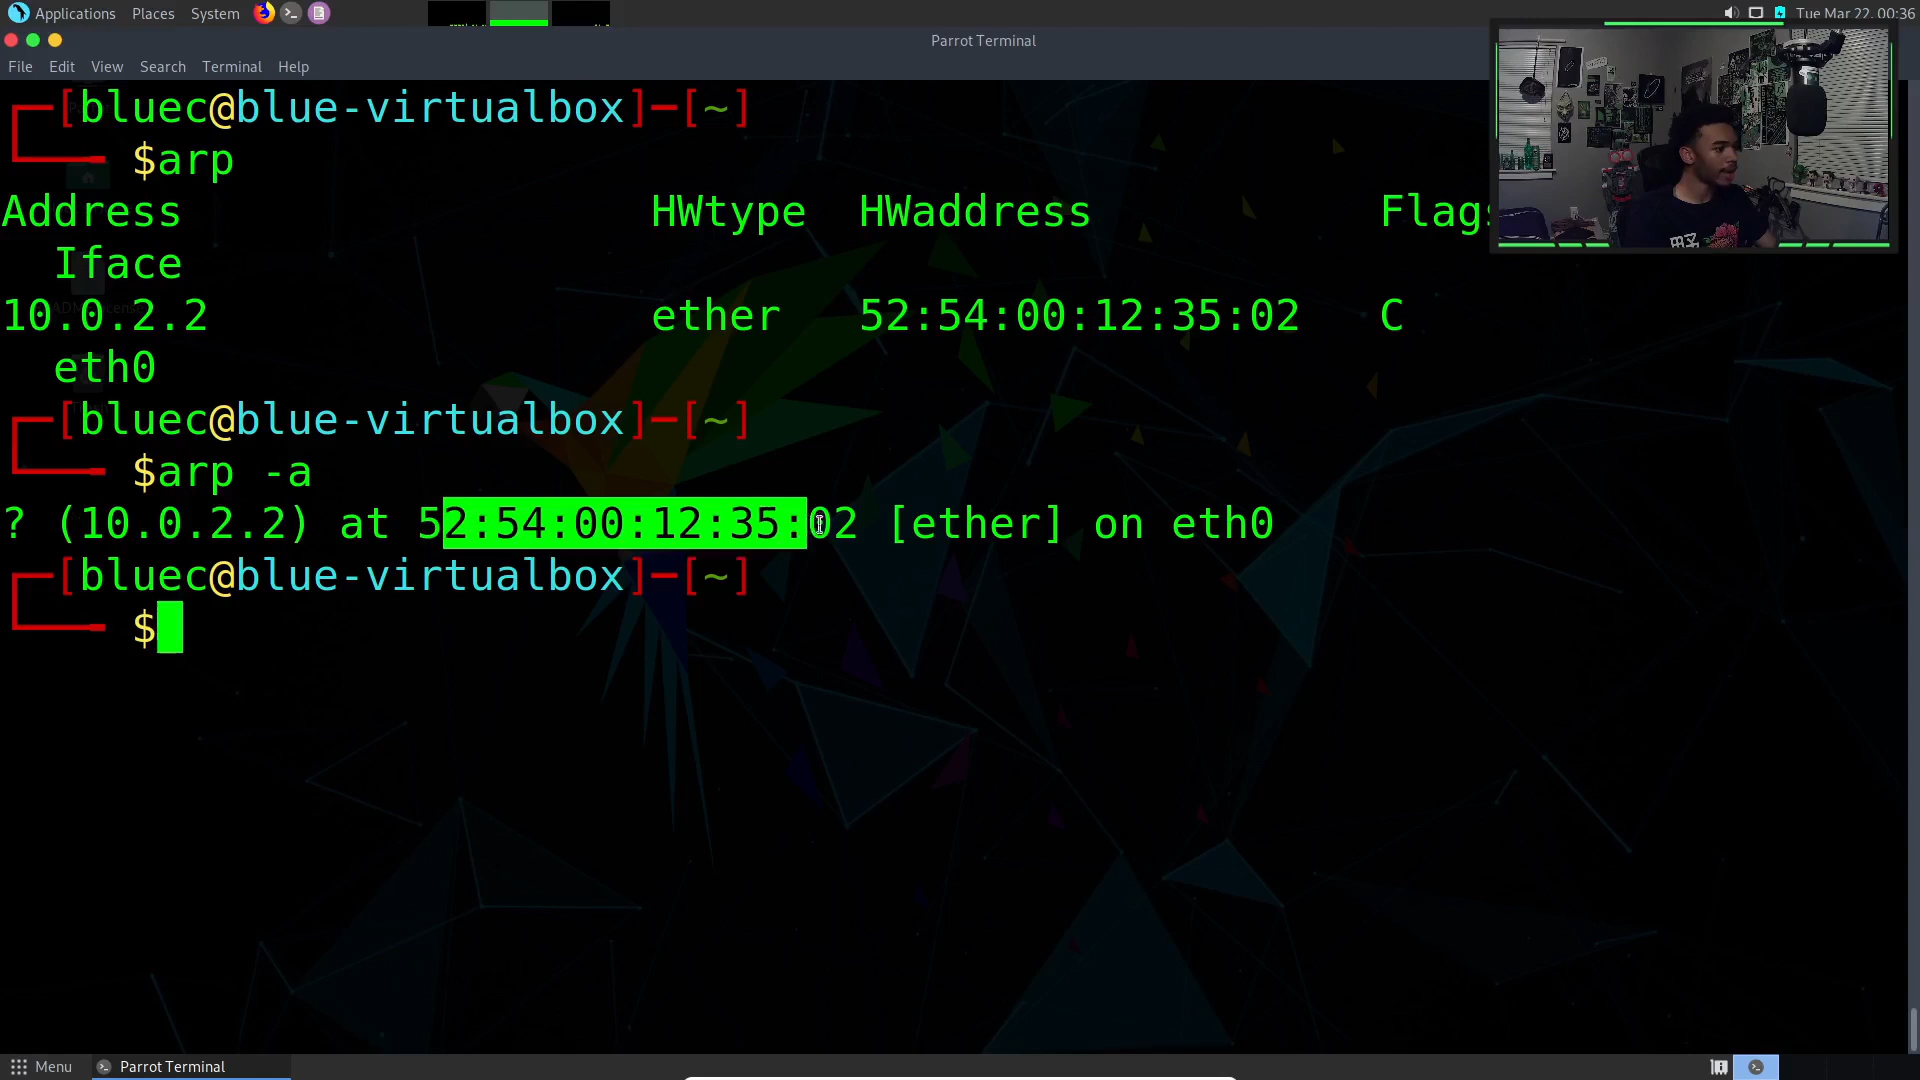 Applications Places System
Tue Mar 22, 00:36
Parrot Terminal
File Edit View Search Terminal Help
[bluec@blue-virtualbox]-[~]
$arp
Address HWtype HWaddress Flags
Iface
10.0.2.2 ether 52:54:00:12:35:02 C
eth0
[bluec@blue-virtualbox]-[~]
$arp -a
? (10.0.2.2) at 52:54:00:12:35:02 [ether] on eth0
[bluec@blue-virtualbox]-[~]
$
Menu Parrot Terminal